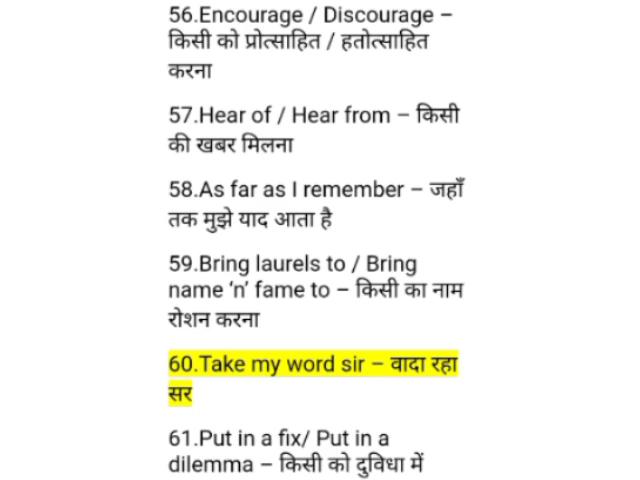 56.Encourage / Discourage –
किसी को प्रोत्साहित / हतोत्साहित
करना
57.Hear of / Hear from – किसी
की खबर मिलना
58.As far as I remember – जहाँ
तक मुझे याद आता है
59.Bring laurels to / Bring
name ‘n’ fame to – किसी का नाम
रोशन करना
60.Take my word sir – वादा रहा
सर
61.Put in a fix/ Put in a
dilemma – किसी को दुविधा में